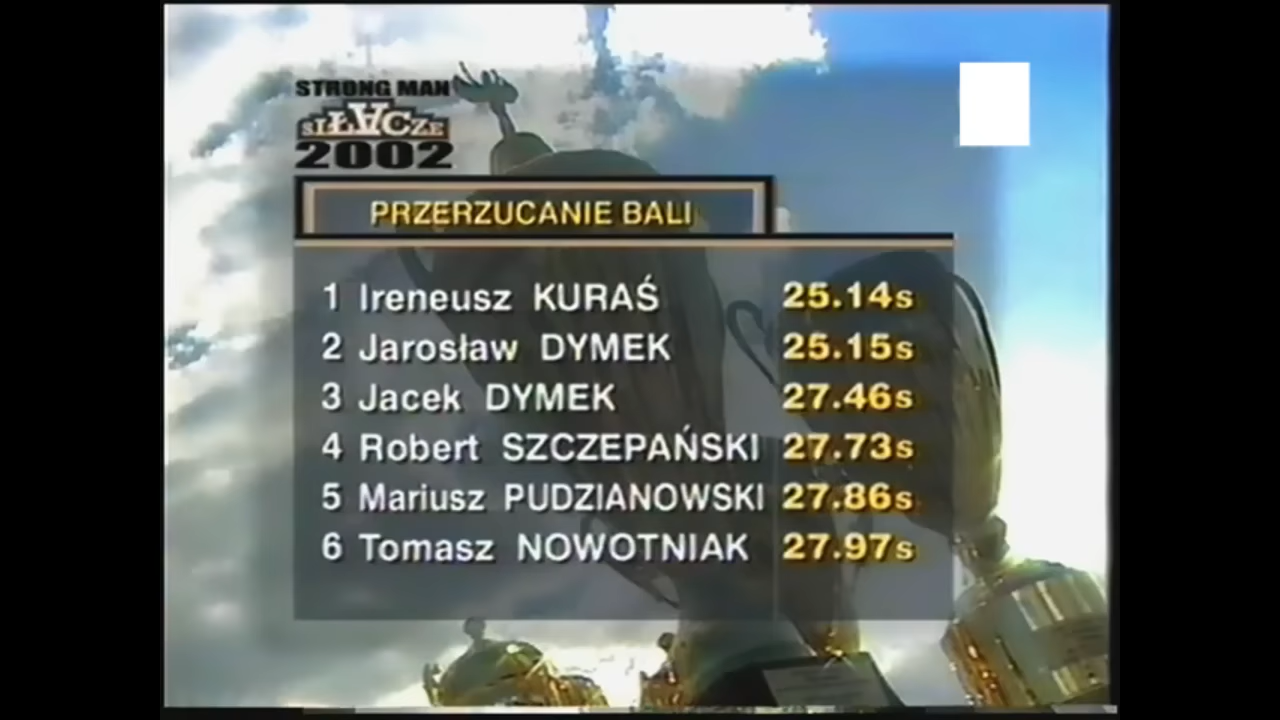 STRONG MAN
SIŁACZE
2002
PRZERZUCANIE BALI
1 Ireneusz KURAŚ 25.14s
2 Jarosław DYMEK 25.15s
3 Jacek DYMEK 27.46s
4 Robert SZCZEPAŃSKI 27.73s
5 Mariusz PUDZIANOWSKI 27.86s
6 Tomasz NOWOTNIAK 27.97s